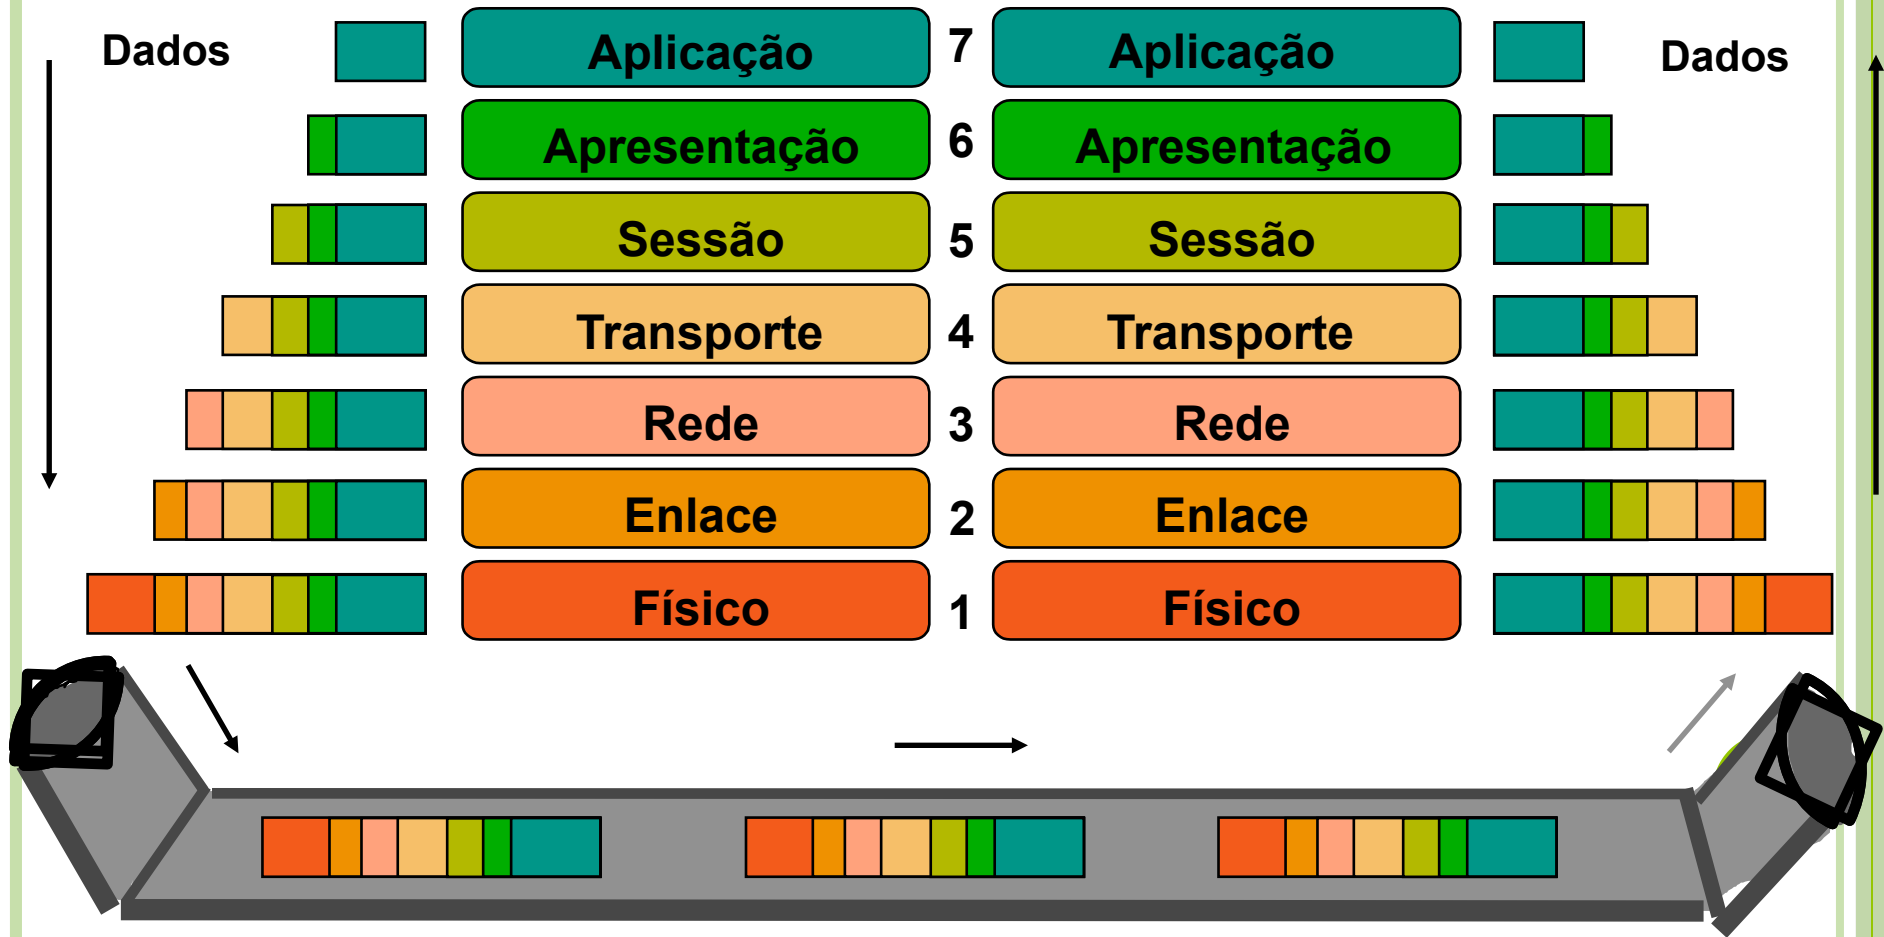 Dados Aplicação 7 Aplicação Dados
Apresentação 6 Apresentação
Sessão 5 Sessão
Transporte 4 Transporte
Rede 3 Rede
Enlace 2 Enlace
Físico 1 Físico